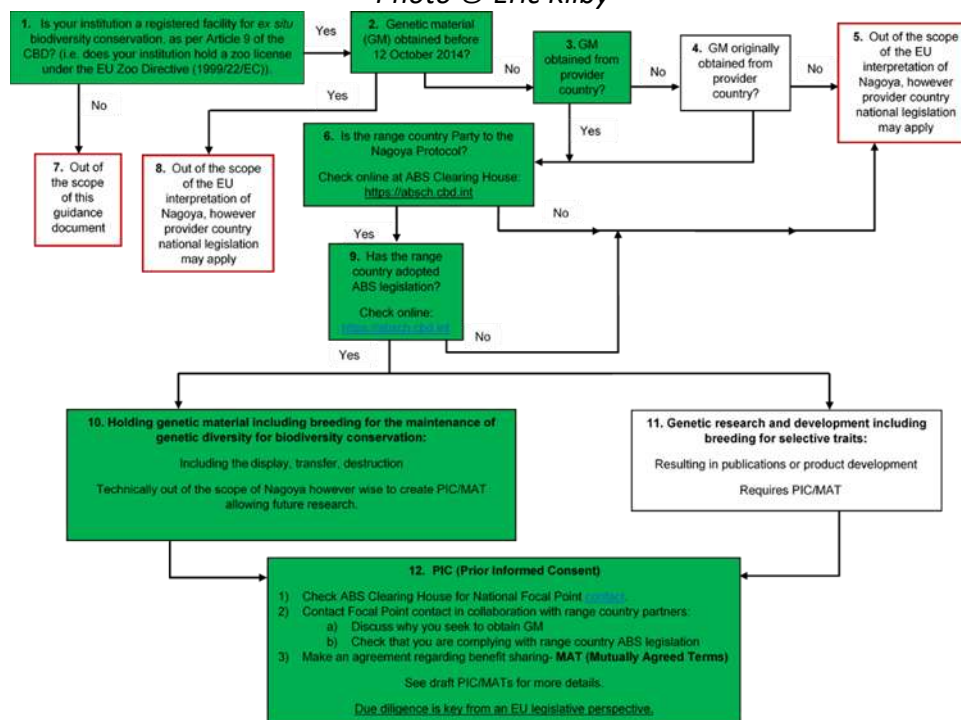 Photo © Eric Kilby
1. Is your institution a registered facility for ex situ
biodiversity conservation, as per Article 9 of the
CBD? (i.e. does your institution hold a zoo license
under the EU Zoo Directive (1999/22/EC)).
Yes
2. Genetic material
(GM) obtained before
12 October 2014?
No
3. GM
obtained from
provider
country?
No
4. GM originally
obtained from
provider
country?
No
5. Out of the scope
of the EU
interpretation of
Nagoya, however
provider country
national legislation
may apply
No
Yes
Yes
6. Is the range country Party to the
Nagoya Protocol?
Check online at ABS Clearing House:
https://absch.cbd.int
7. Out of
the scope
of this
guidance
document
8. Out of the scope
of the EU
interpretation of
Nagoya, however
provider country
national legislation
may apply
No
Yes
9. Has the range
country adopted
ABS legislation?
Check online:
https://absch.cbd.int
No
Yes
10. Holding genetic material including breeding for the maintenance of
genetic diversity for biodiversity conservation:
Including the display, transfer, destruction
Technically out of the scope of Nagoya however wise to create PIC/MAT
allowing future research.
11. Genetic research and development including
breeding for selective traits:
Resulting in publications or product development
Requires PIC/MAT
12. PIC (Prior Informed Consent)
1) Check ABS Clearing House for National Focal Point contact.
2) Contact Focal Point contact in collaboration with range country partners:
a) Discuss why you seek to obtain GM
b) Check that you are complying with range country ABS legislation
3) Make an agreement regarding benefit sharing- MAT (Mutually Agreed Terms)
See draft PIC/MATs for more details.
Due diligence is key from an EU legislative perspective.